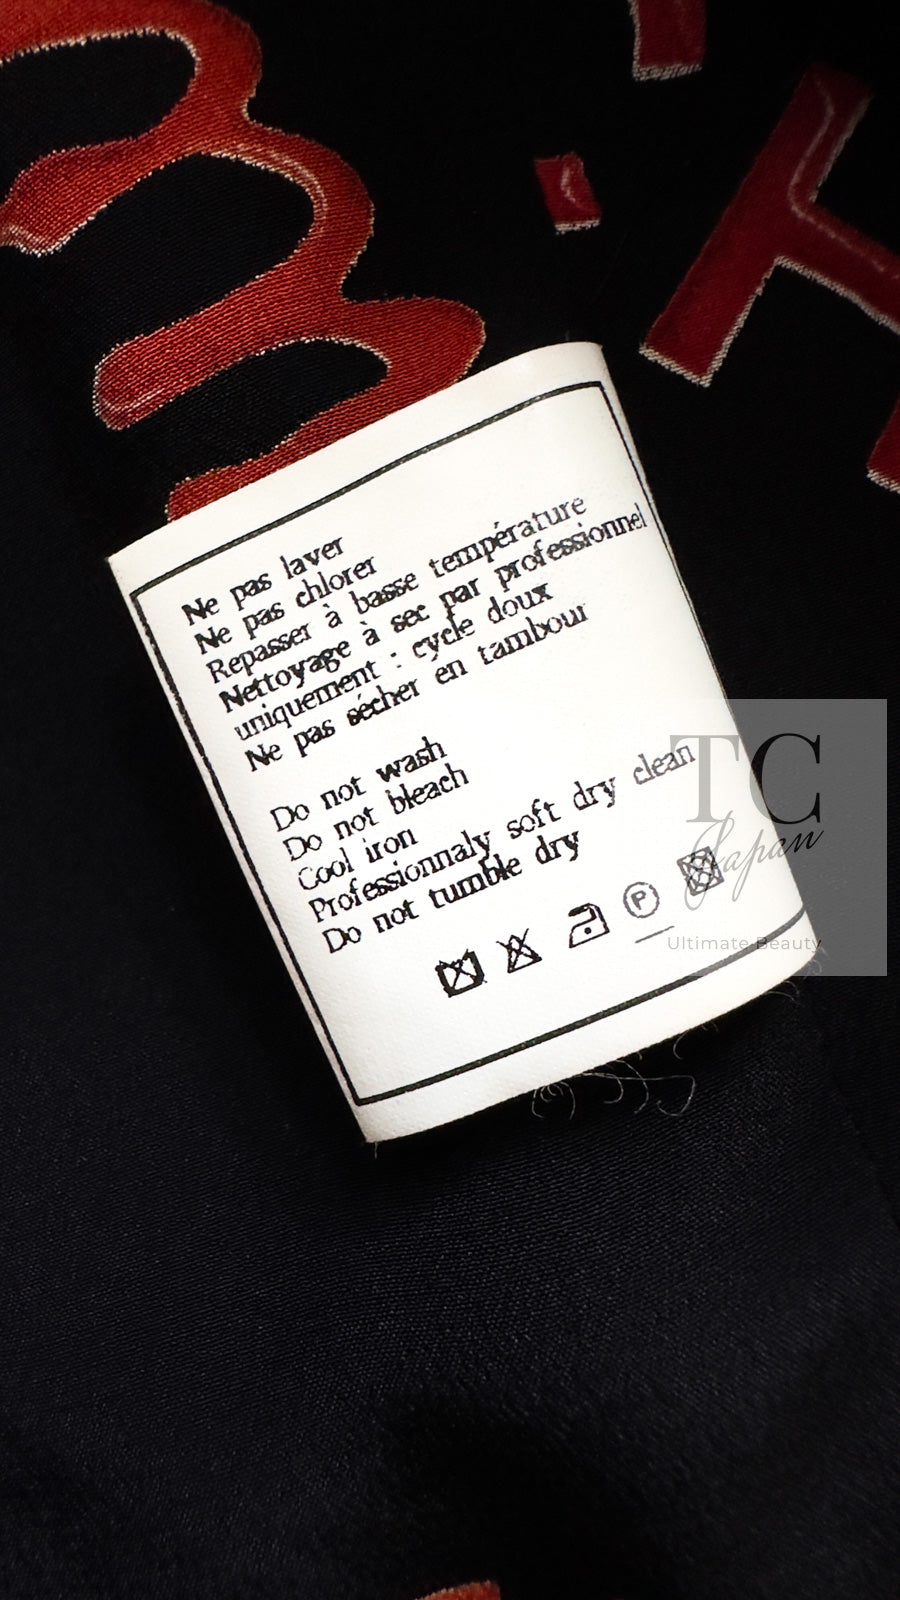 Ne pas laver
Ne pas chlorer
Repasser à basse température
Nettoyage à sec par professionnel
uniquement : cycle doux
Ne pas sécher en tambour
Do not wash
Do not bleach
Cool iron
Professionnaly soft dry clean
Do not tumble dry
P
TC
Japan
Ultimate Beauty